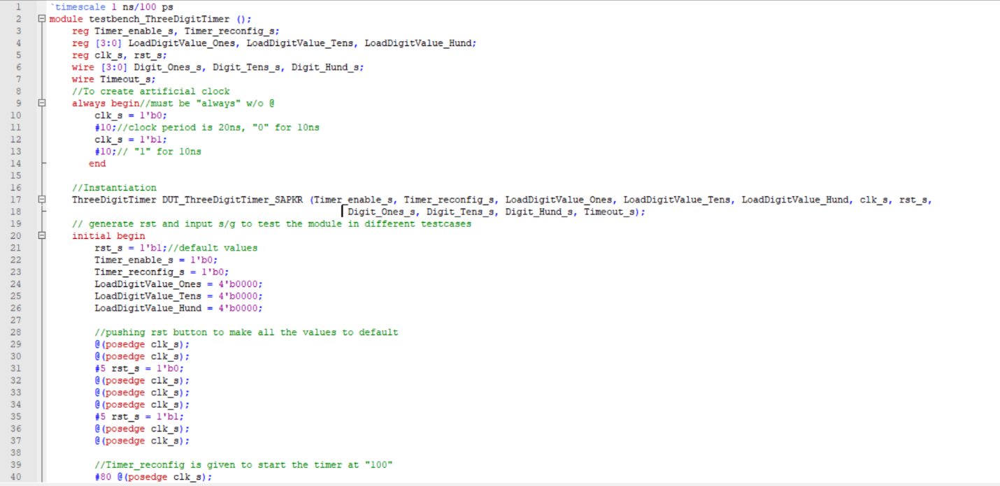 1 `timescale 1 ns/100 ps
2 module testbench_ThreeDigitTimer ();
3 reg Timer_enable_s, Timer_reconfig_s;
4 reg [3:0] LoadDigitValue_Ones, LoadDigitValue_Tens, LoadDigitValue_Hund;
5 reg clk_s, rst_s;
6 wire [3:0] Digit_Ones_s, Digit_Tens_s, Digit_Hund_s;
7 wire Timeout_s;
8 //To create artificial clock
9 always begin//must be "always" w/o @
10 clk_s = 1'b0;
11 #10;//clock period is 20ns, "0" for 10ns
12 clk_s = 1'b1;
13 #10;// "1" for 10ns
14 end
15
16 //Instantiation
17 ThreeDigitTimer DUT_ThreeDigitTimer_SAPKR (Timer_enable_s, Timer_reconfig_s, LoadDigitValue_Ones, LoadDigitValue_Tens, LoadDigitValue_Hund, clk_s, rst_s,
18 Digit_Ones_s, Digit_Tens_s, Digit_Hund_s, Timeout_s);
19 // generate rst and input s/g to test the module in different testcases
20 initial begin
21 rst_s = 1'b1;//default values
22 Timer_enable_s = 1'b0;
23 Timer_reconfig_s = 1'b0;
24 LoadDigitValue_Ones = 4'b0000;
25 LoadDigitValue_Tens = 4'b0000;
26 LoadDigitValue_Hund = 4'b0000;
27
28 //pushing rst button to make all the values to default
29 @(posedge clk_s);
30 @(posedge clk_s);
31 #5 rst_s = 1'b0;
32 @(posedge clk_s);
33 @(posedge clk_s);
34 @(posedge clk_s);
35 #5 rst_s = 1'b1;
36 @(posedge clk_s);
37 @(posedge clk_s);
38
39 //Timer_reconfig is given to start the timer at "100"
40 #80 @(posedge clk_s);